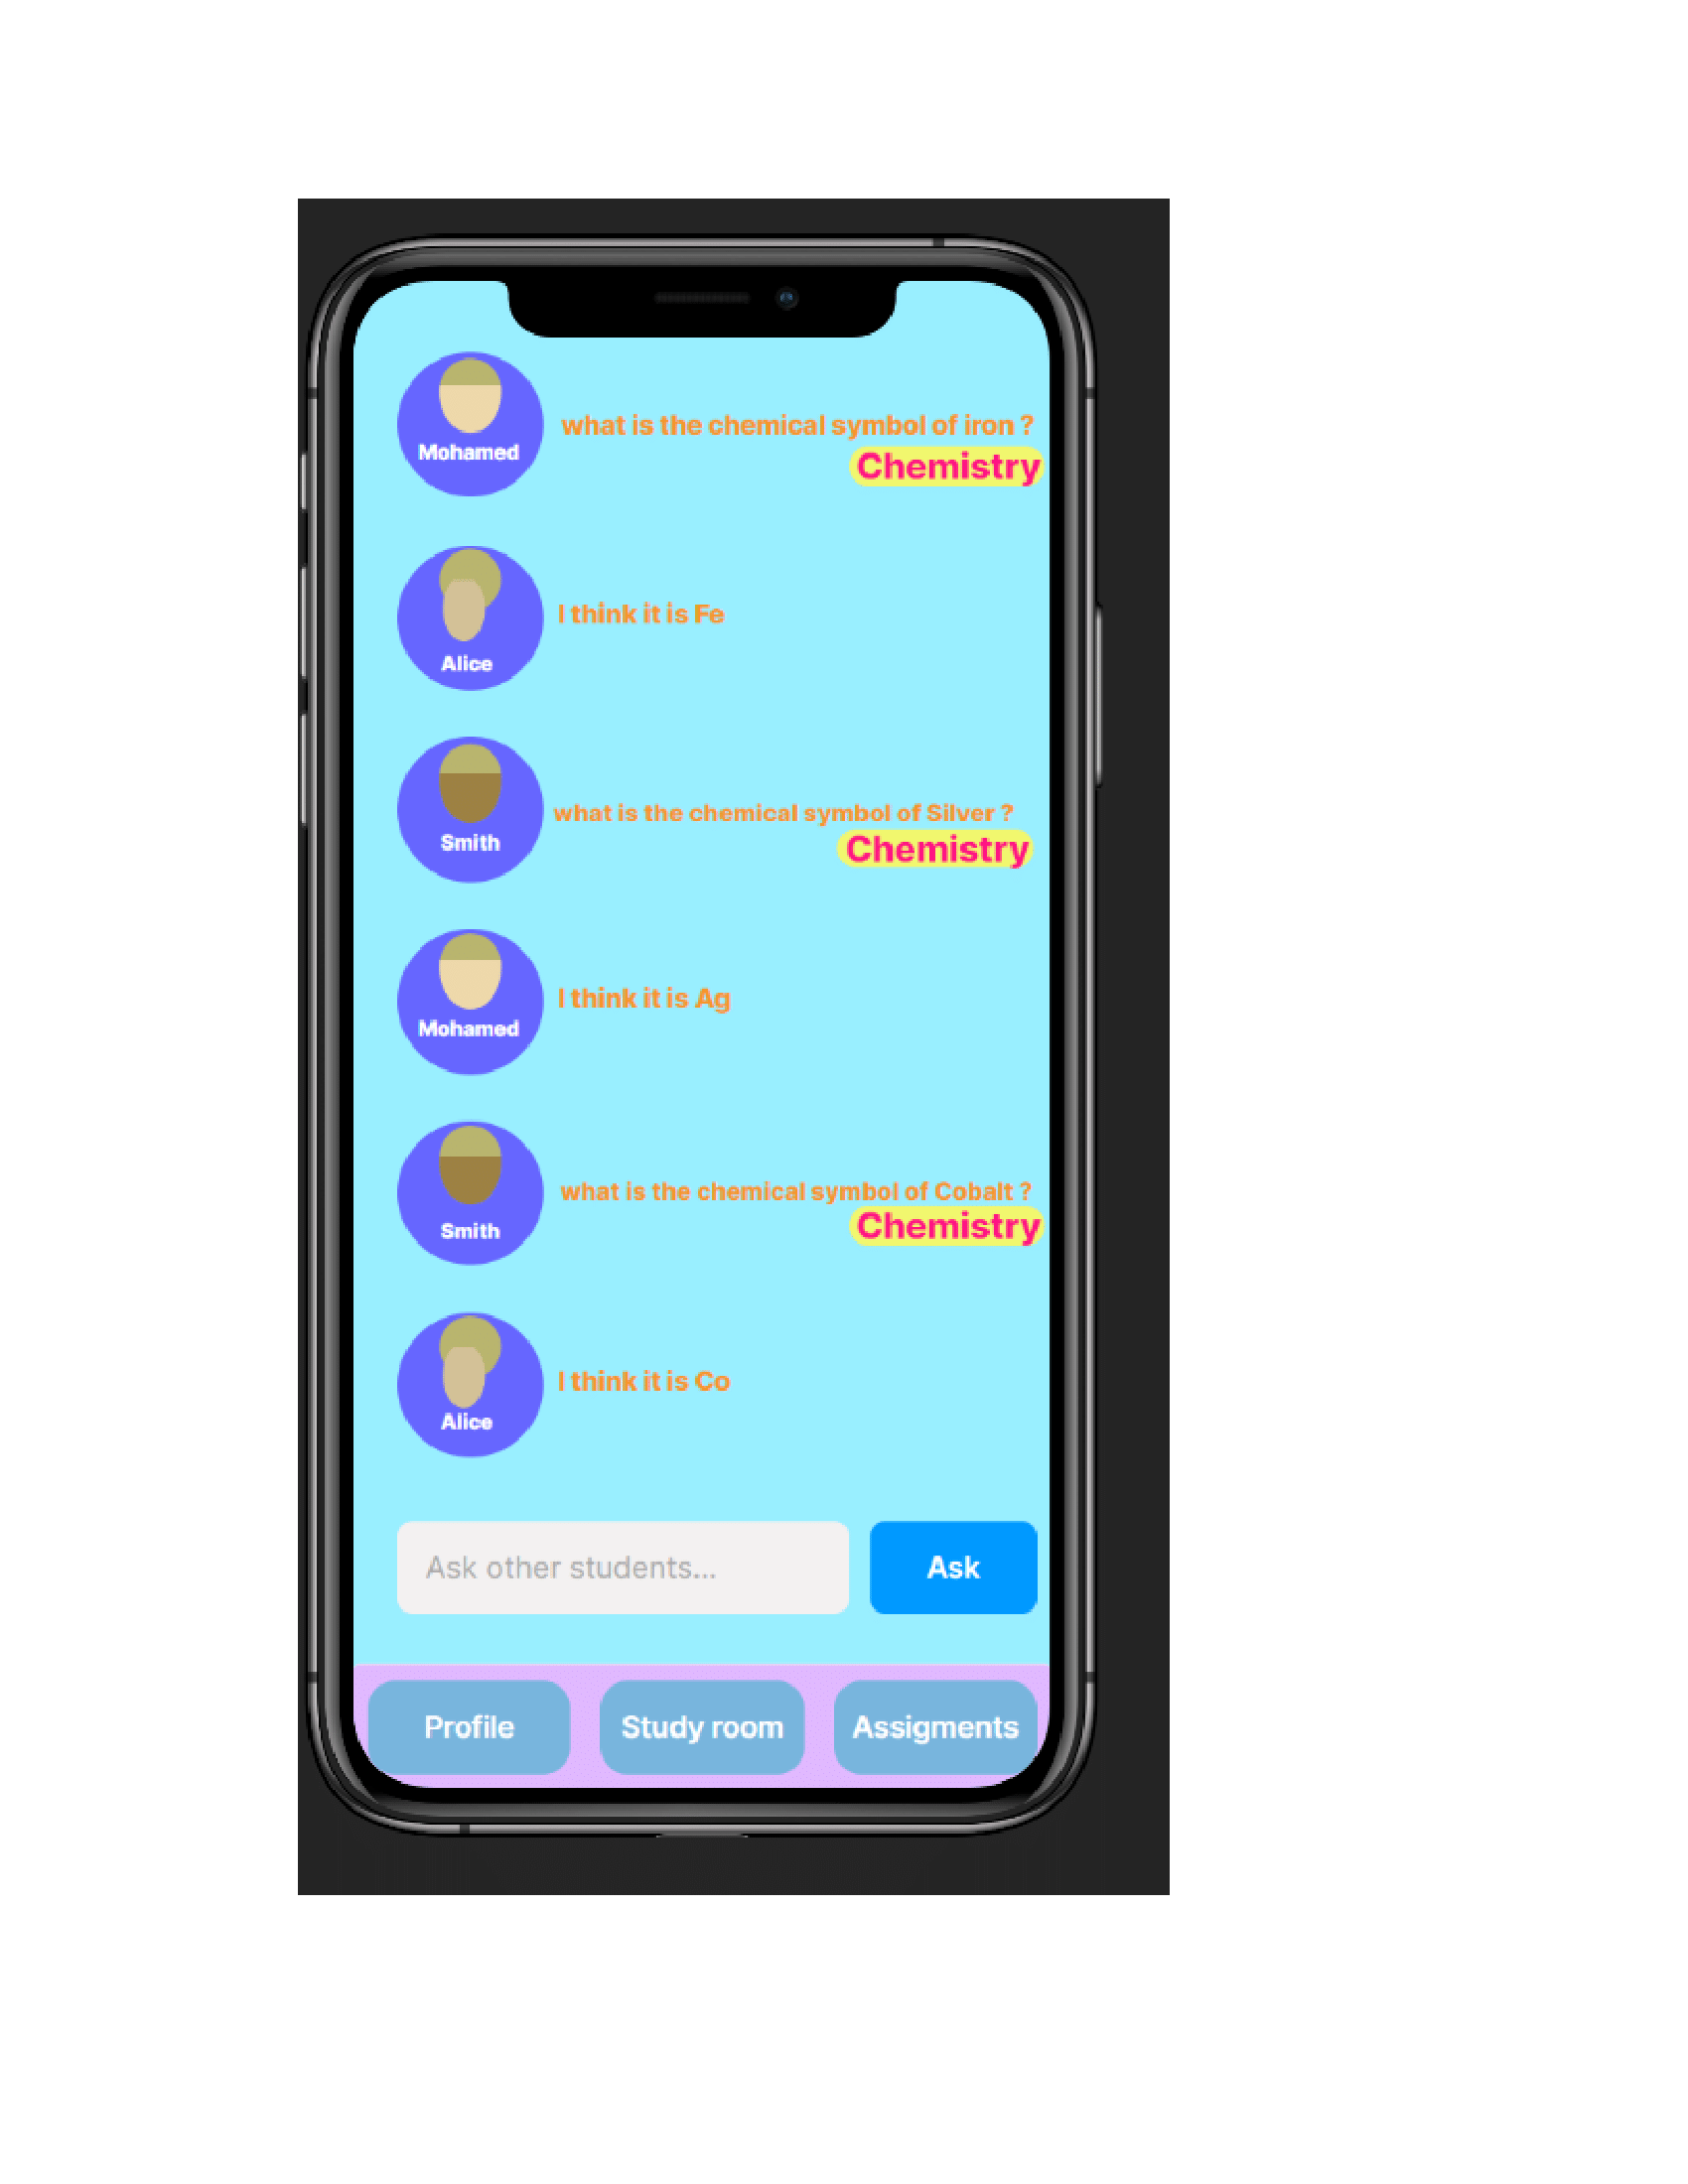 what is the chemical symbol of iron ?
Mohamed
Chemistry
I think it is Fe
Alice
what is the chemical symbol of Silver ?
Smith
Chemistry
I think it is Ag
Mohamed
what is the chemical symbol of Cobalt ?
Smith
Chemistry
I think it is Co
Alice
Ask other students...
Ask
Profile
Study room
Assigments